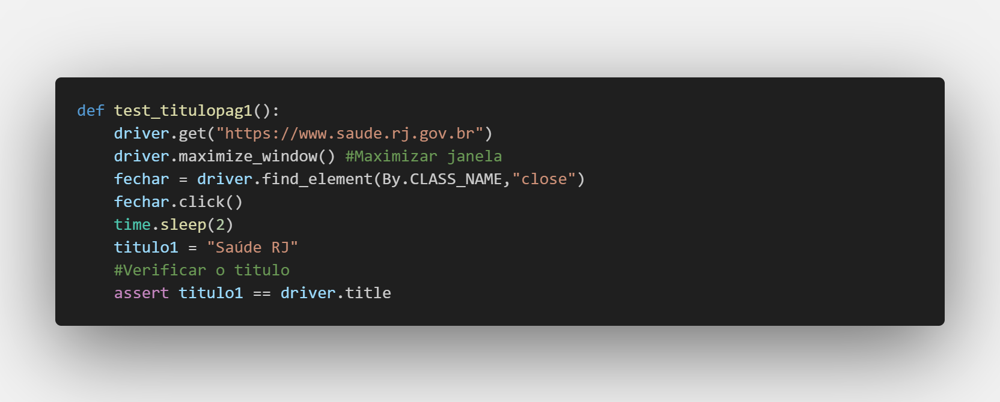 def test_titulopag1():
    driver.get("https://www.saude.rj.gov.br")
    driver.maximize_window() #Maximizar janela
    fechar = driver.find_element(By.CLASS_NAME,"close")
    fechar.click()
    time.sleep(2)
    titulo1 = "Saúde RJ"
    #Verificar o titulo
    assert titulo1 == driver.title